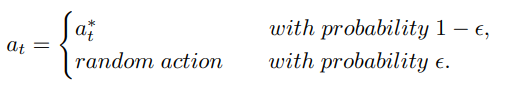 a_t = { a_t^* with probability 1 − ϵ,
random action with probability ϵ.